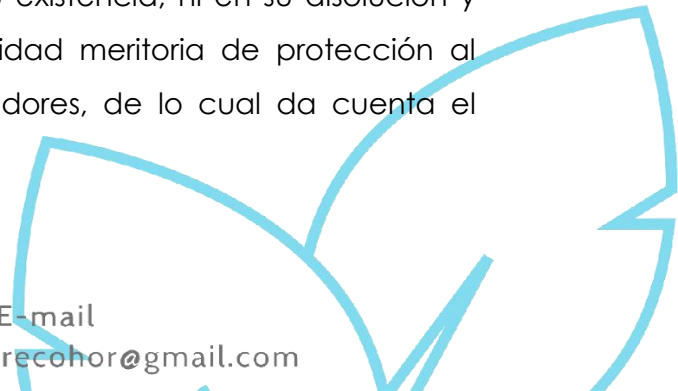 existencia, ni en su disolución y
idad meritoria de protección al
dores, de lo cual da cuenta el
E-mail
recohor@gmail.com